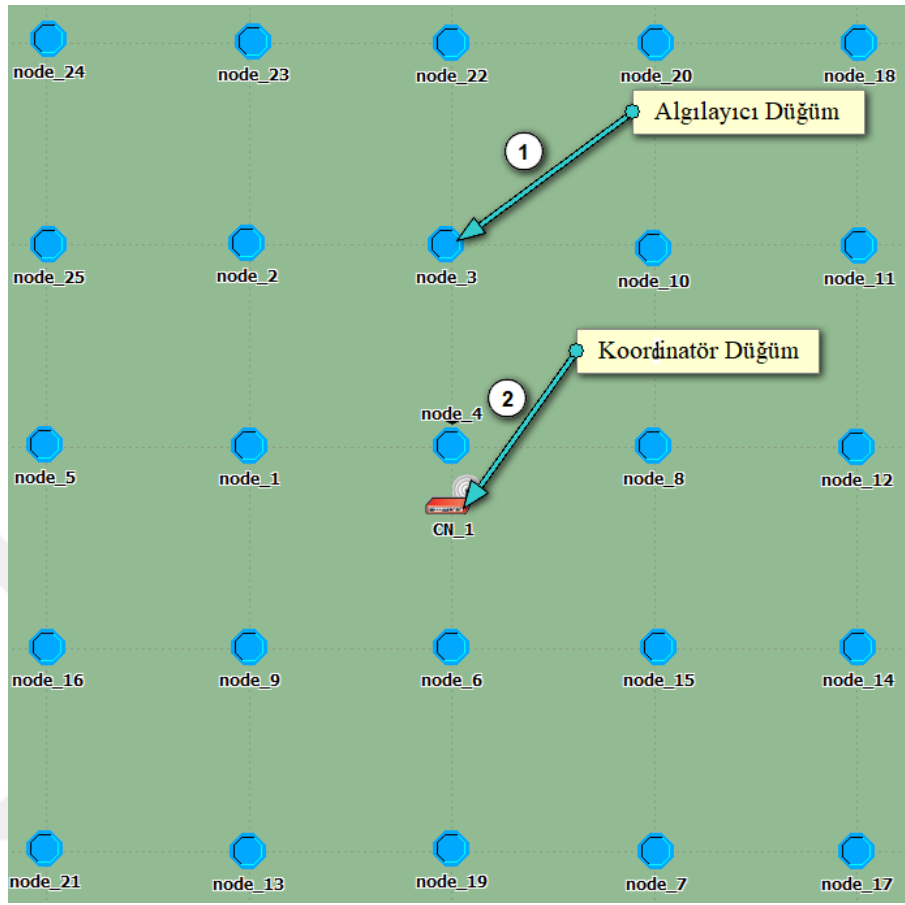 node_24
node_23
node_22
node_20
node_18
Algılayıcı Düğüm
1
node_25
node_2
node_3
node_10
node_11
Koordinatör Düğüm
2
node_4
node_5
node_1
node_8
node_12
CN_1
node_16
node_9
node_6
node_15
node_14
node_21
node_13
node_19
node_7
node_17